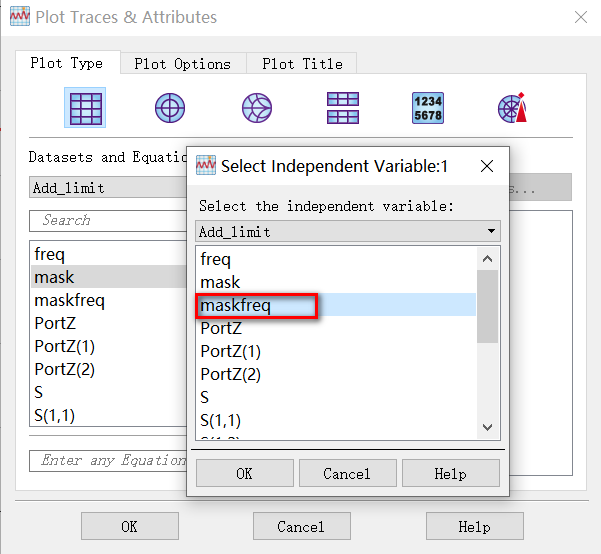 Plot Traces & Attributes
Plot Type
Plot Options
Plot Title
1234
5678
Datasets and Equatio
Add_limit
s...
Search
freq
mask
maskfreq
PortZ
PortZ(1)
PortZ(2)
S
S(1,1)
Enter any Equation
OK
Cancel
Help
Select Independent Variable:1
Select the independent variable:
Add_limit
freq
mask
maskfreq
PortZ
PortZ(1)
PortZ(2)
S
S(1,1)
OK
Cancel
Help